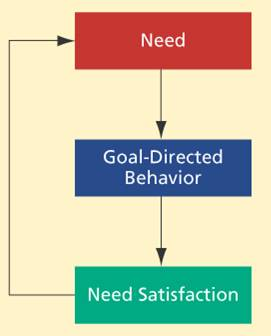 Need
Goal-Directed
Behavior
Need Satisfaction